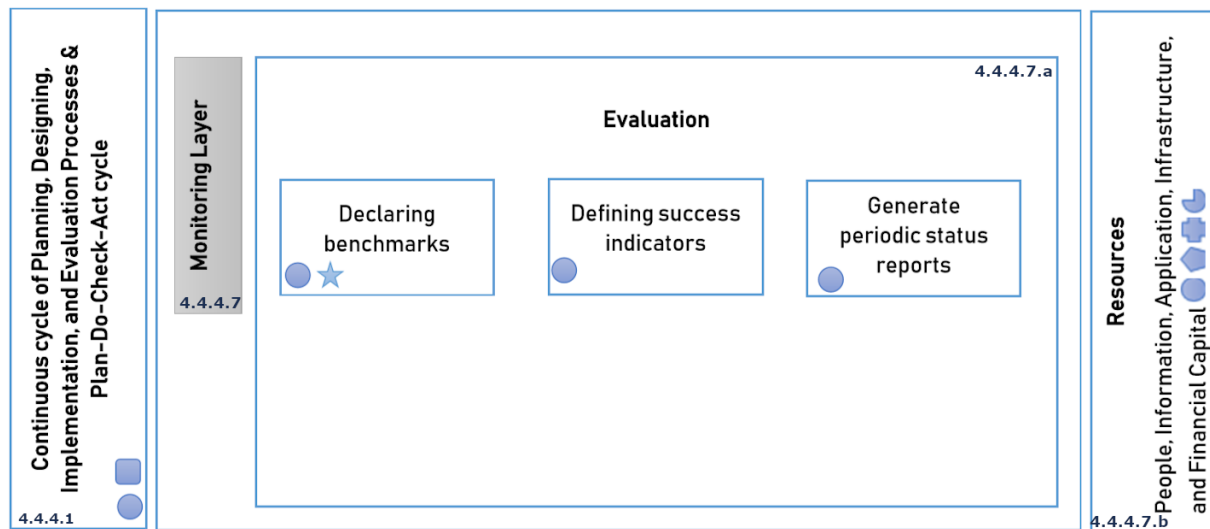 Continuous cycle of Planning, Designing,
Implementation, and Evaluation Processes &
Plan-Do-Check-Act cycle
4.4.4.1
Monitoring Layer
4.4.4.7
4.4.4.7.a
Evaluation
Declaring
benchmarks
Defining success
indicators
Generate
periodic status
reports
Resources
People, Information, Application, Infrastructure,
and Financial Capital
4.4.4.7.b